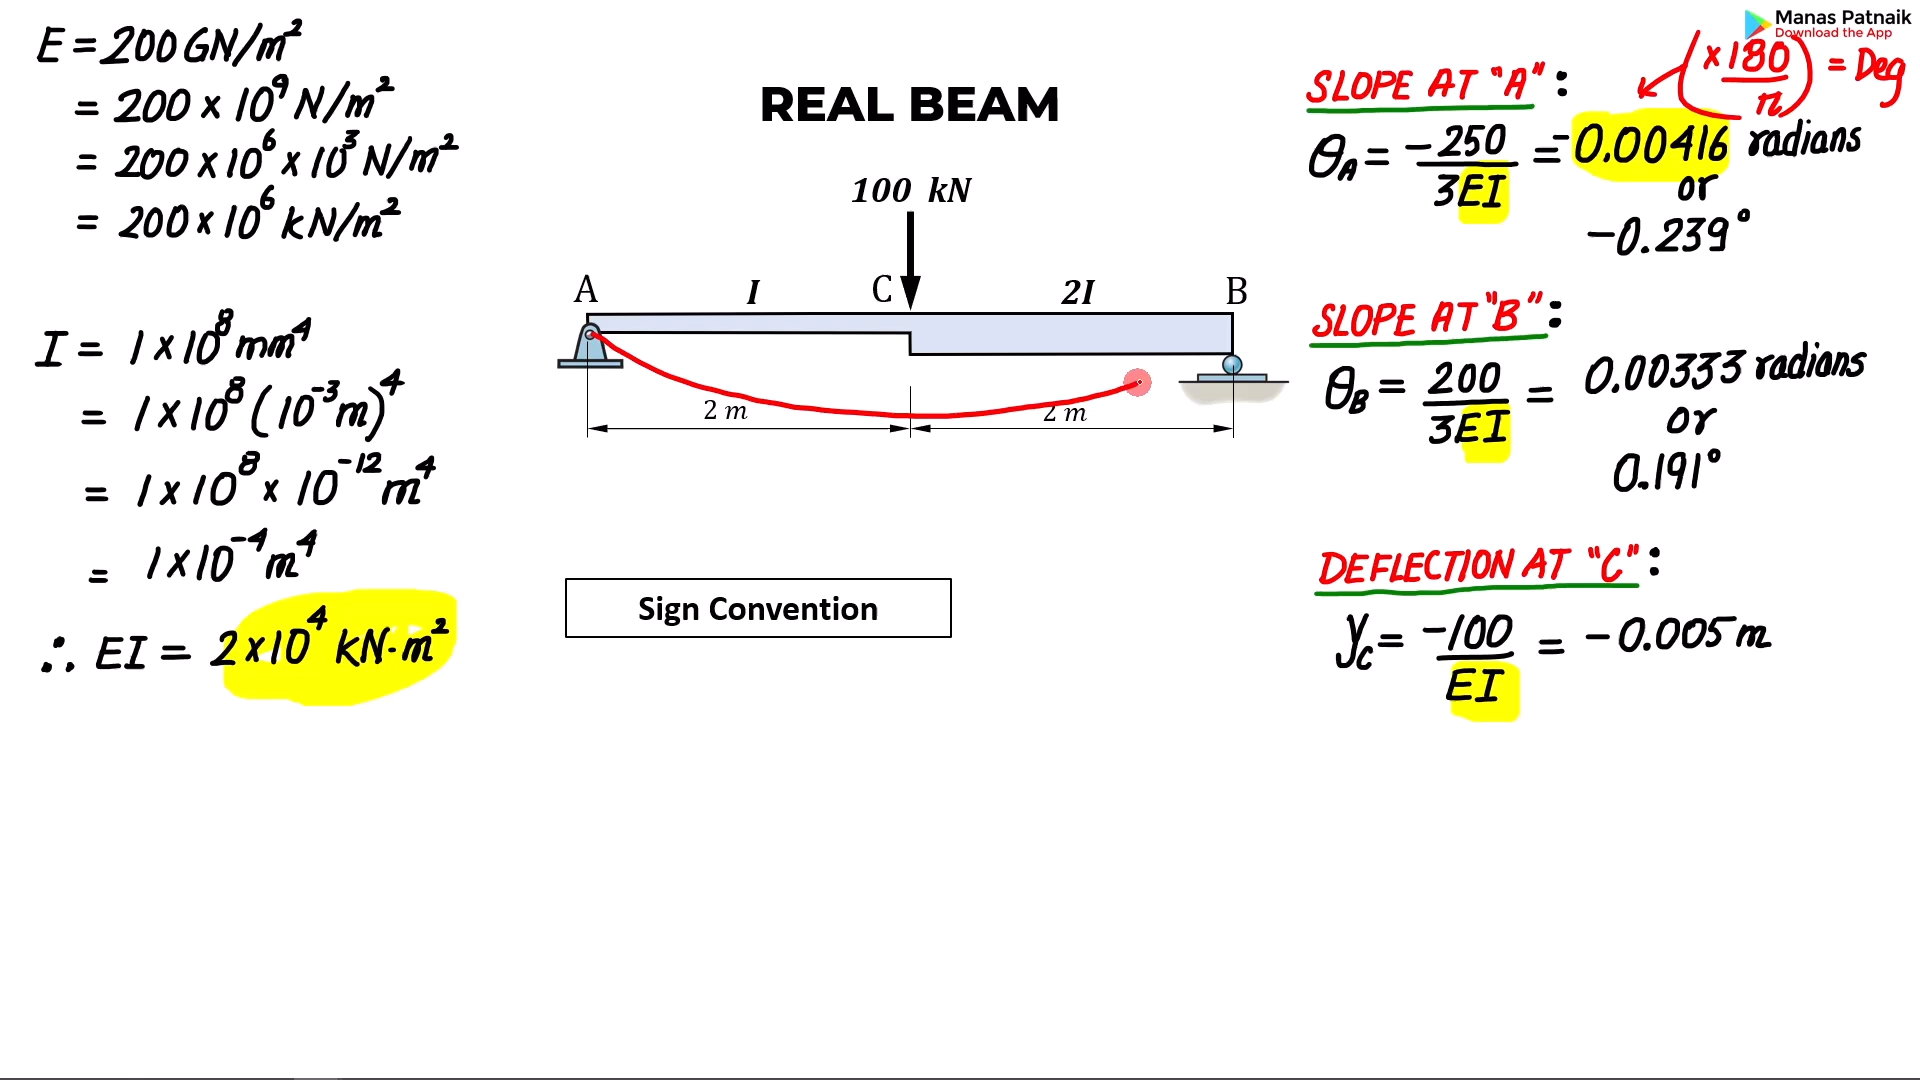 E = 200 GN/m²
= 200 × 10⁹ N/m²
= 200 × 10⁶ × 10³ N/m²
= 200 × 10⁶ kN/m²
I = 1 × 10⁸ mm⁴
= 1 × 10⁸ (10⁻³m)⁴
= 1 × 10⁸ × 10⁻¹² m⁴
= 1 × 10⁻⁴ m⁴
∴ EI = 2 × 10⁴ kN·m²
REAL BEAM
100 kN
A I C 2I B
2 m 2 m
Sign Convention
Manas Patnaik
Download the App
(×180/π) = Deg
SLOPE AT "A" :
θA = -250/3EI = -0.00416 radians
or
-0.239°
SLOPE AT "B" :
θB = 200/3EI = 0.00333 radians
or
0.191°
DEFLECTION AT "C" :
yC = -100/EI = -0.005 m